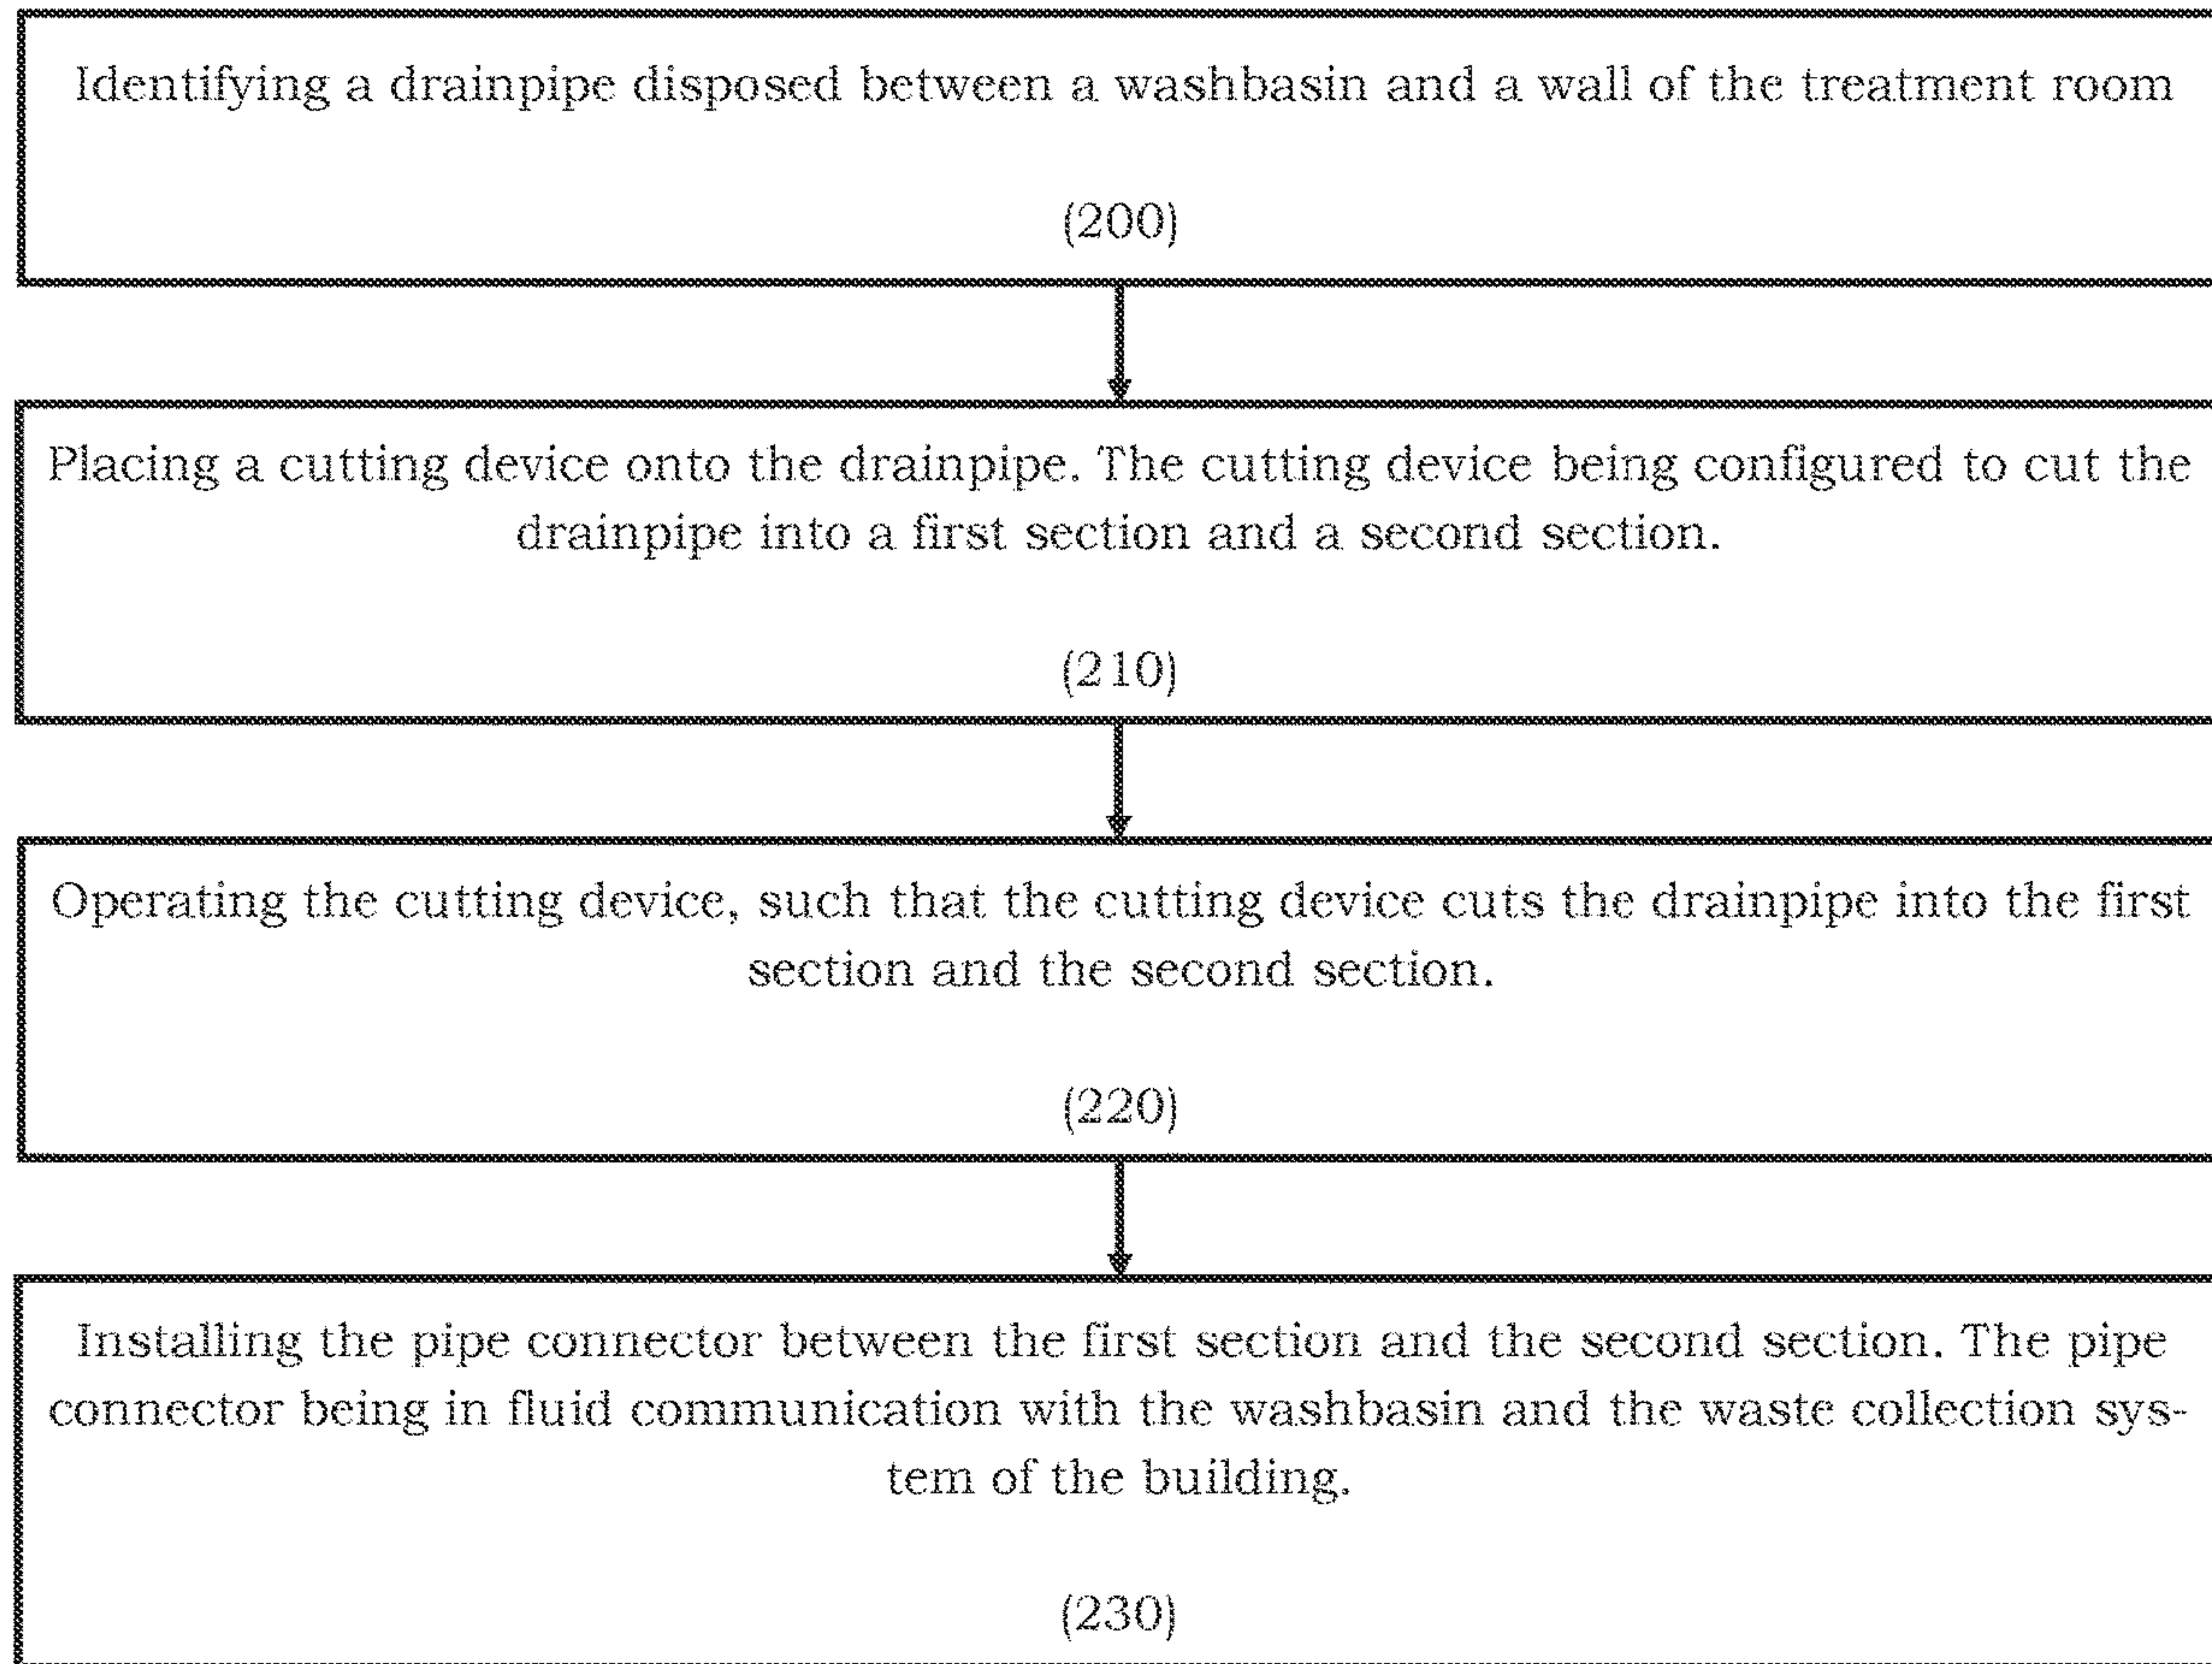 Identifying a drainpipe disposed between a washbasin and a wall of the treatment room
(200)
Placing a cutting device onto the drainpipe. The cutting device being configured to cut the
drainpipe into a first section and a second section.
(210)
Operating the cutting device, such that the cutting device cuts the drainpipe into the first
section and the second section.
(220)
Installing the pipe connector between the first section and the second section. The pipe
connector being in fluid communication with the washbasin and the waste collection sys-
tem of the building.
(230)